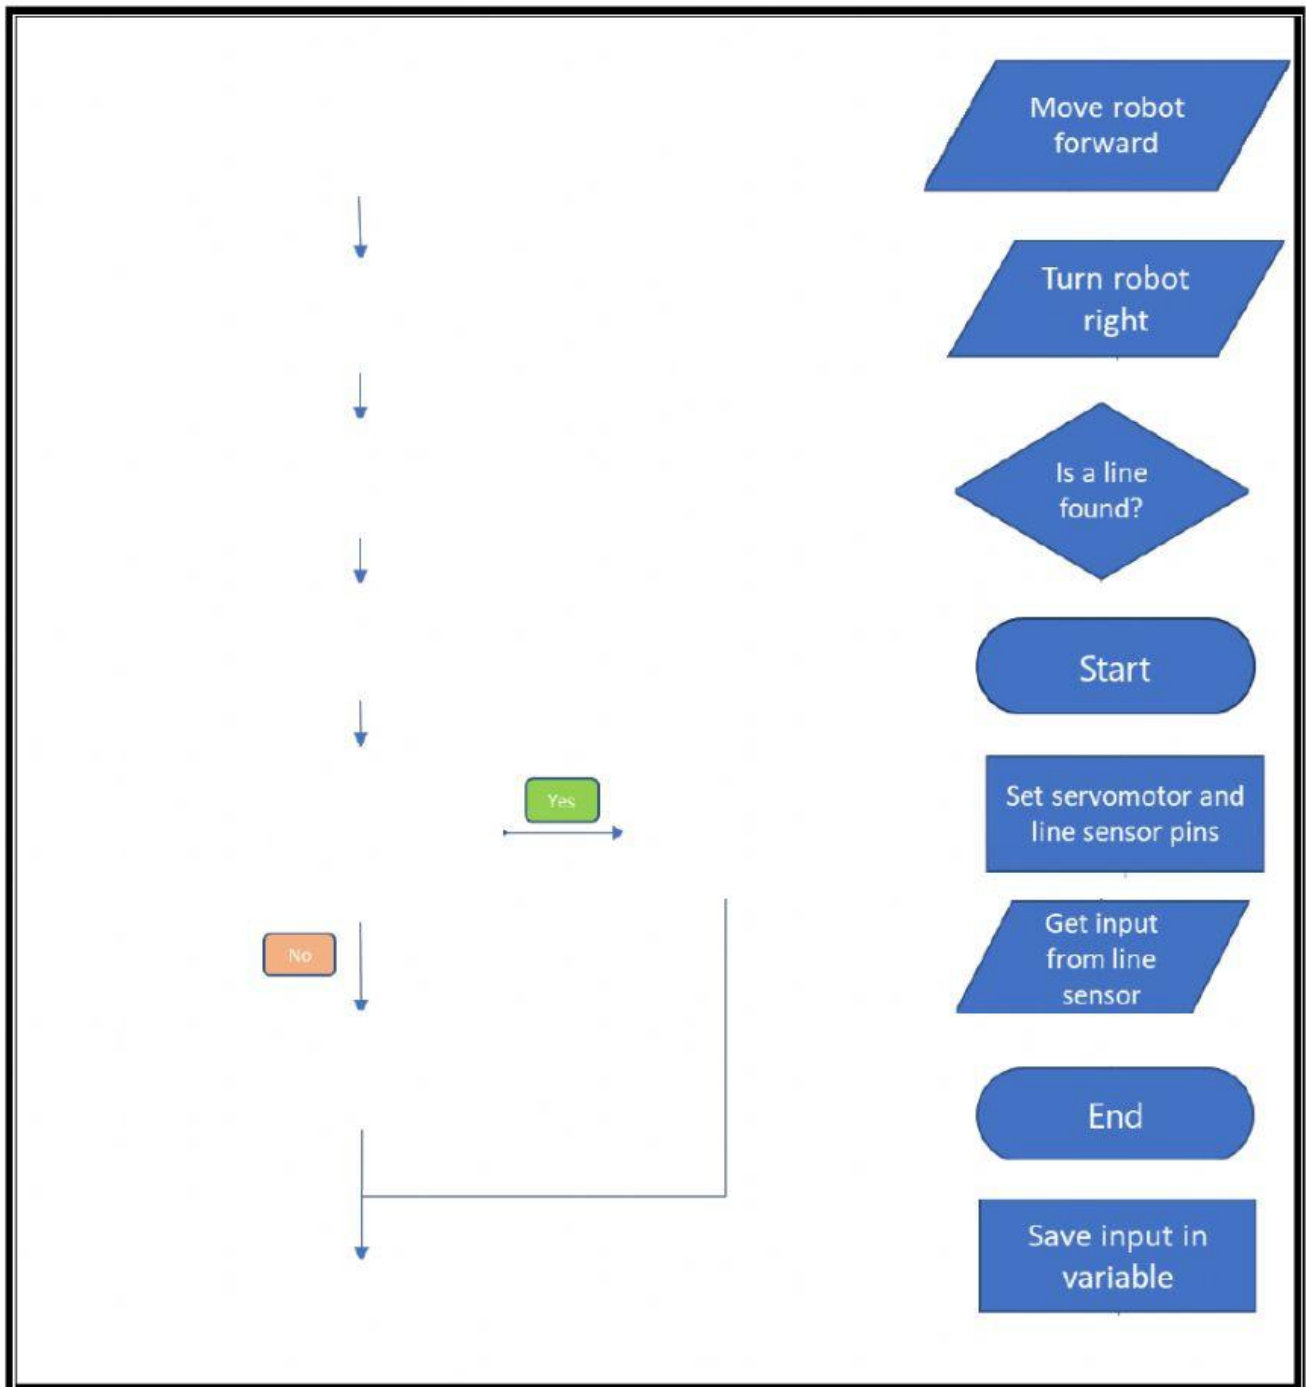 Move robot
forward
Turn robot
right
Is a line
found?
Start
Yes
Set servomotor and
line sensor pins
No
Get input
from line
sensor
End
Save input in
variable